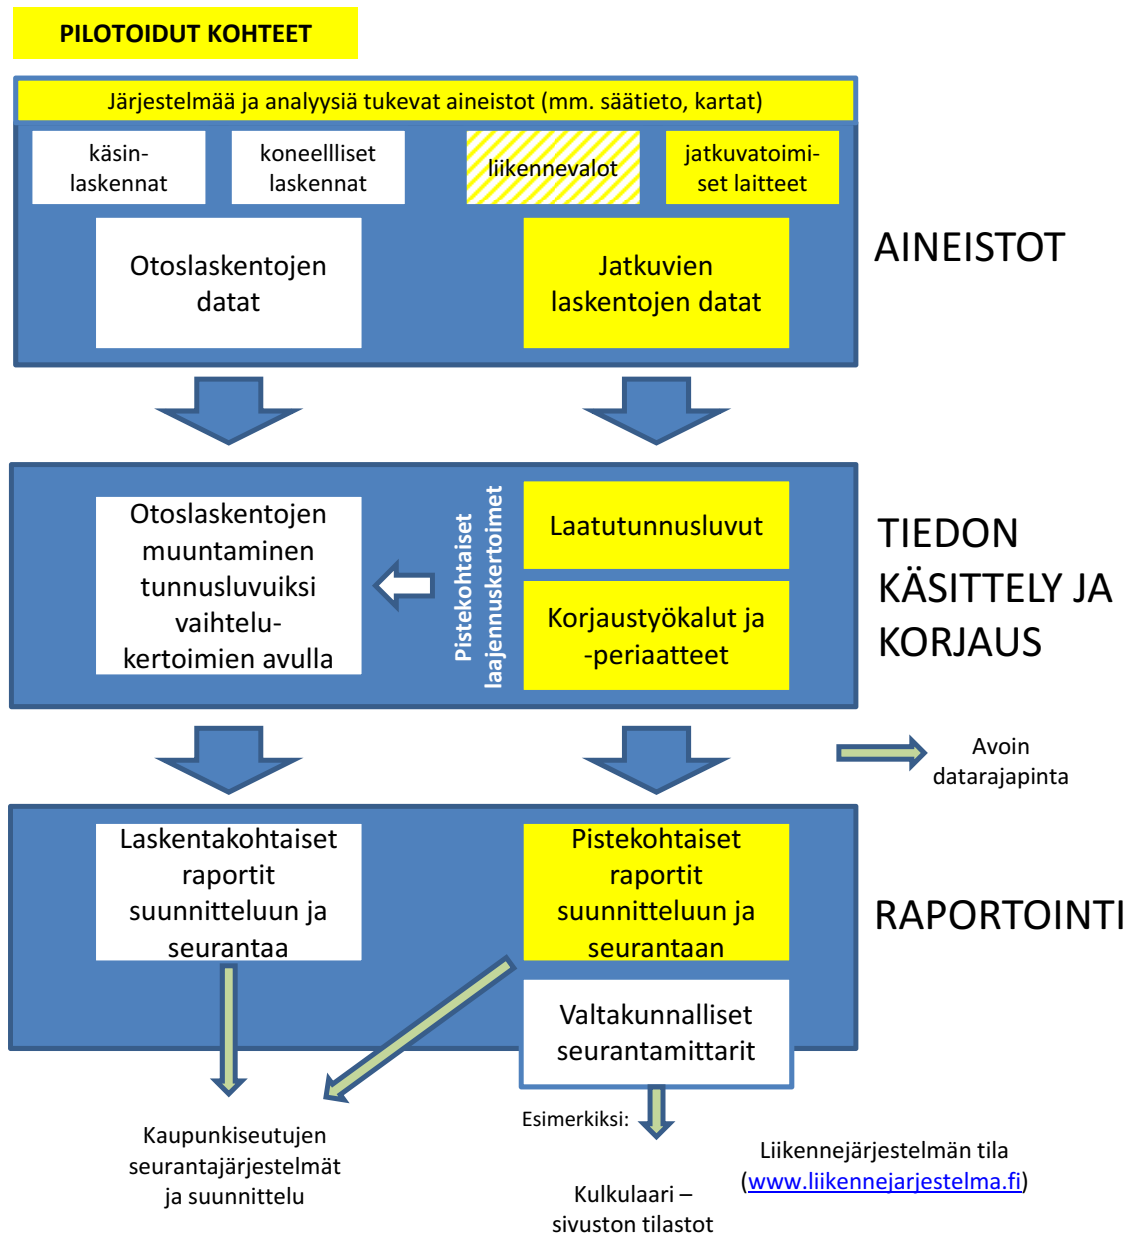 PILOTOIDUT KOHTEET
Järjestelmää ja analyysiä tukevat aineistot (mm. säätieto, kartat)
käsin-
laskennat
koneellliset
laskennat
liikennevalot
jatkuvatoimi-
set laitteet
Otoslaskentojen
datat
Jatkuvien
laskentojen datat
AINEISTOT
Otoslaskentojen
muuntaminen
tunnusluvuiksi
vaihtelu-
kertoimien avulla
Pistekohtaiset
laajennuskertoimet
Laatutunnusluvut
Korjaustyökalut ja
-periaatteet
TIEDON
KÄSITTELY JA
KORJAUS
Avoin
datarajapinta
Laskentakohtaiset
raportit
suunnitteluun ja
seurantaa
Pistekohtaiset
raportit
suunnitteluun ja
seurantaan
Valtakunnalliset
seurantamittarit
RAPORTOINTI
Kaupunkiseutujen
seurantajärjestelmät
ja suunnittelu
Esimerkiksi:
Kulkulaari –
sivuston tilastot
Liikennejärjestelmän tila
(www.liikennejarjestelma.fi)